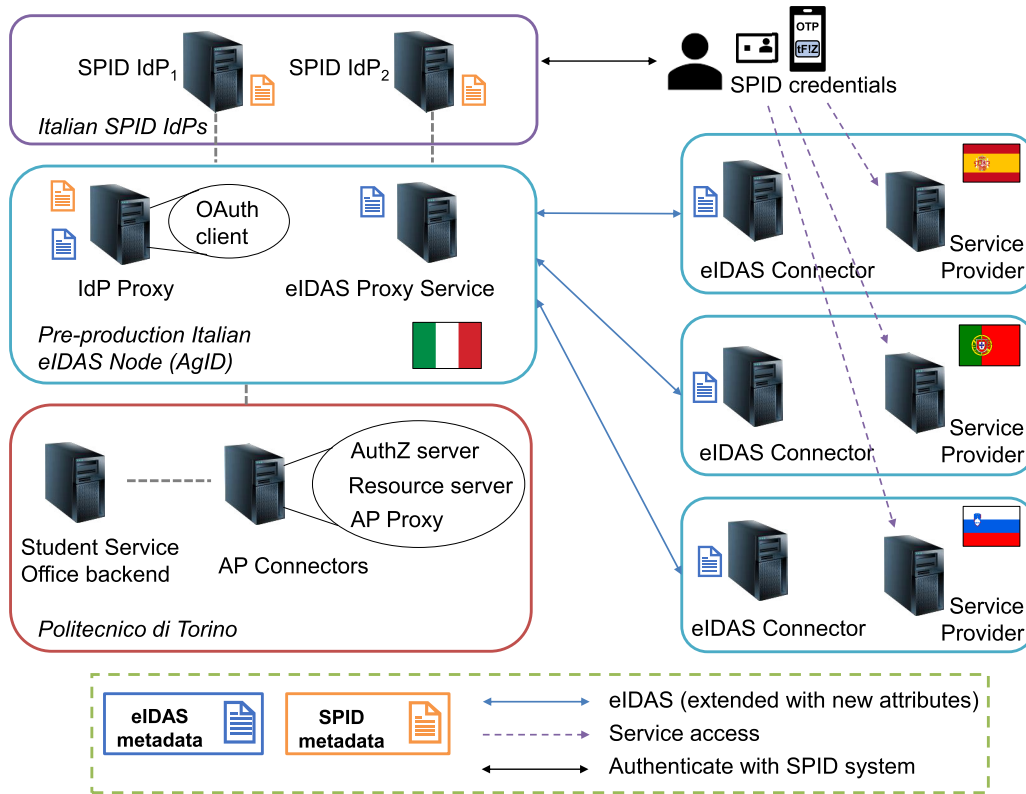 SPID IdP1
SPID IdP2
Italian SPID IdPs
OTP
tF!Z
SPID credentials
OAuth
client
IdP Proxy
eIDAS Proxy Service
Pre-production Italian
eIDAS Node (AgID)
eIDAS Connector
Service
Provider
eIDAS Connector
Service
Provider
eIDAS Connector
Service
Provider
AuthZ server
Resource server
AP Proxy
Student Service
Office backend
AP Connectors
Politecnico di Torino
eIDAS
metadata
SPID
metadata
eIDAS (extended with new attributes)
Service access
Authenticate with SPID system